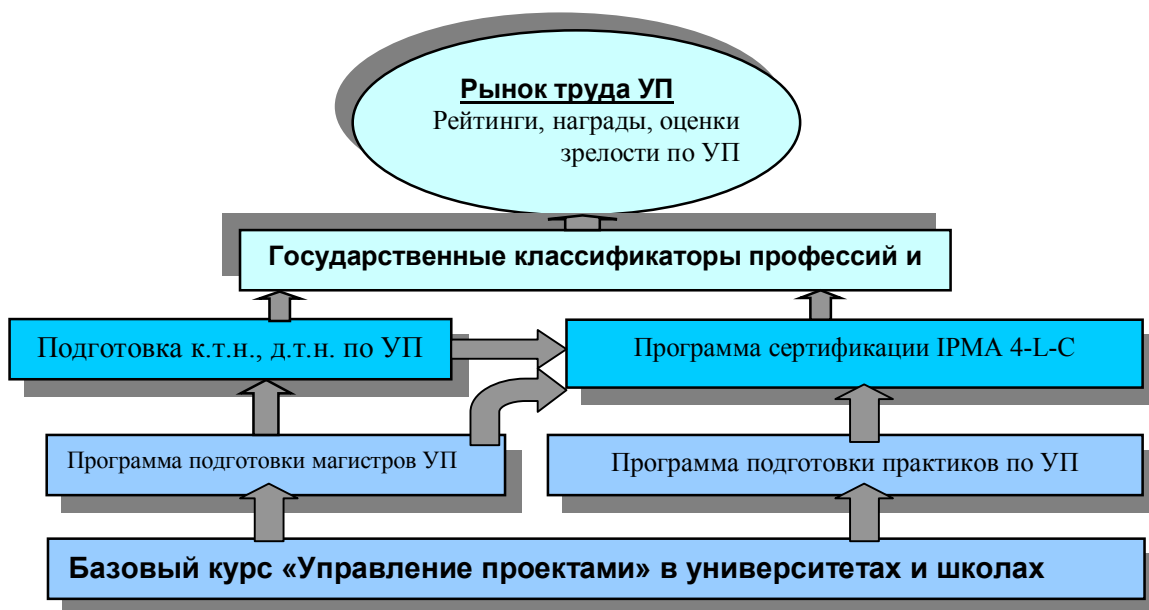 Рынок труда УП
Рейтинги, награды, оценки
зрелости по УП
Государственные классификаторы профессий и
Подготовка к.т.н., д.т.н. по УП
Программа сертификации IPMA 4-L-C
Программа подготовки магистров УП
Программа подготовки практиков по УП
Базовый курс «Управление проектами» в университетах и школах